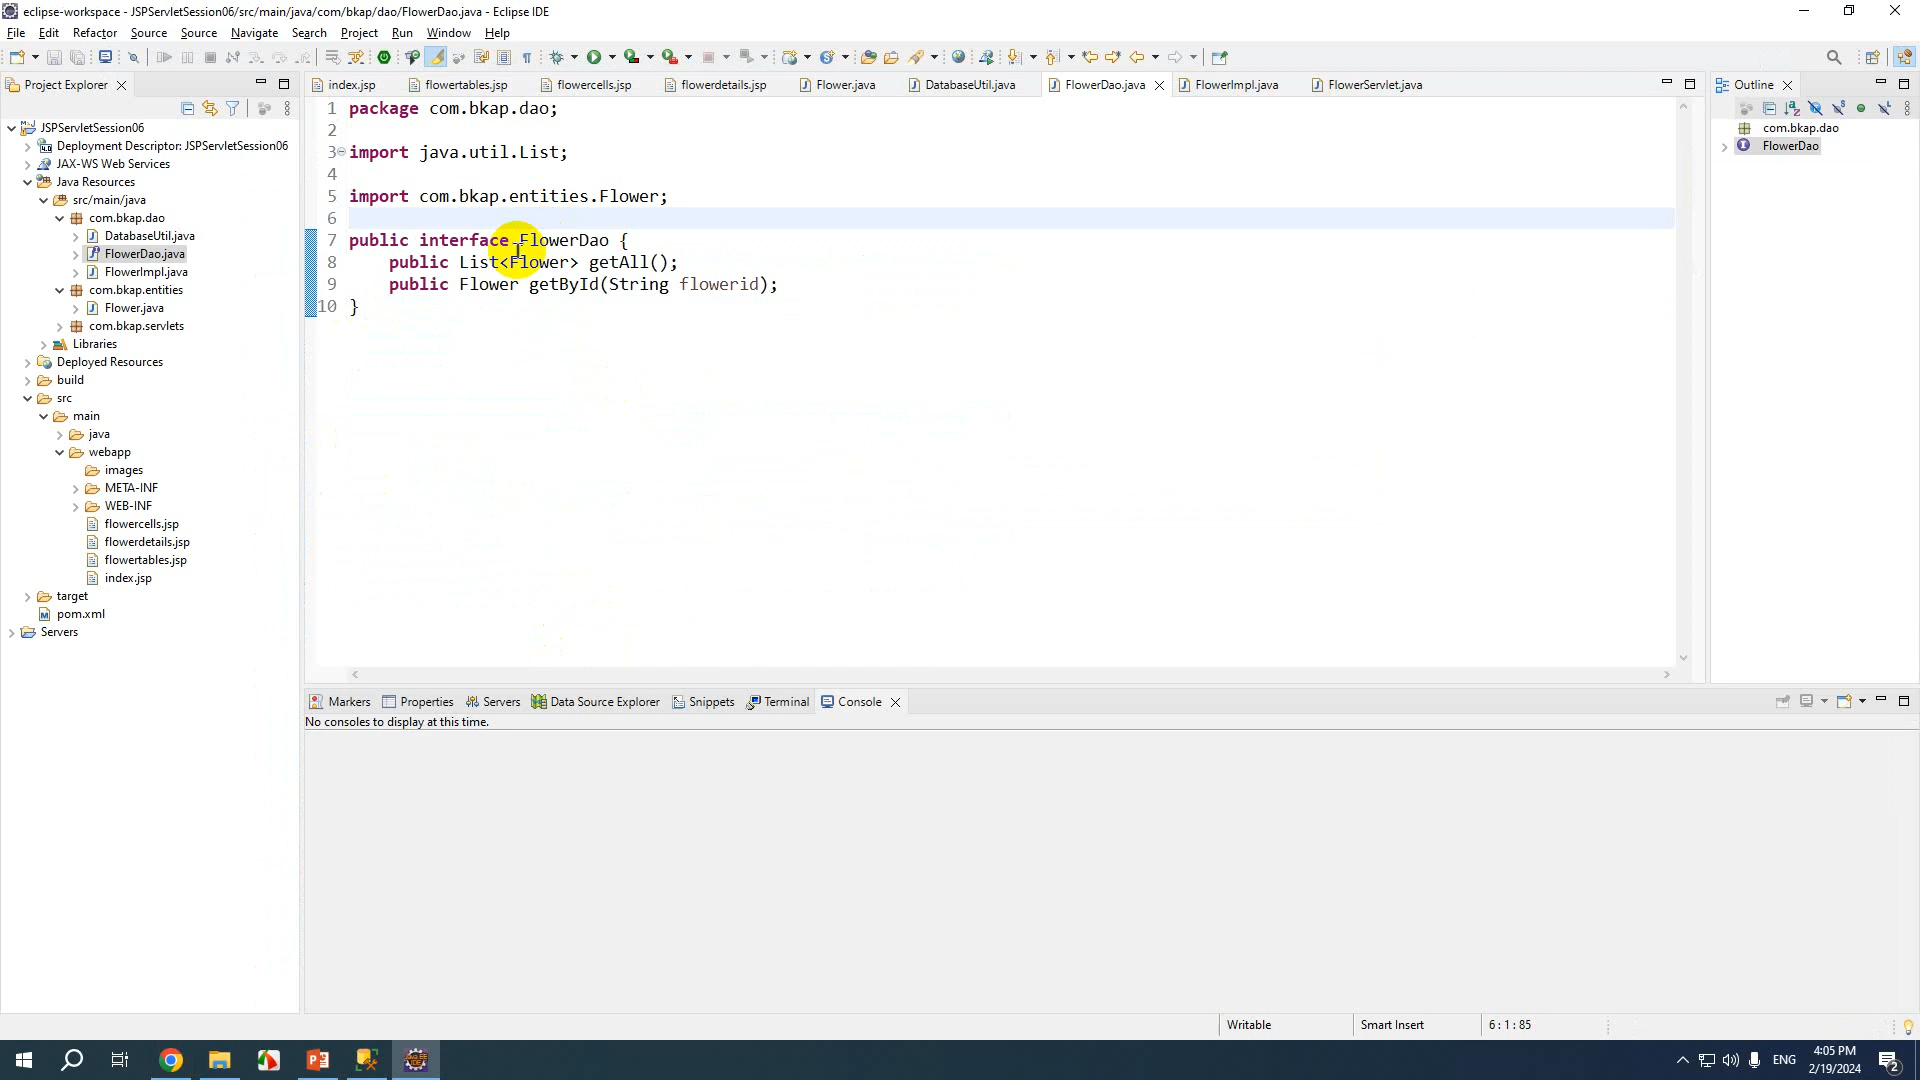 eclipse-workspace - JSPServletSession06/src/main/java/com/bkap/dao/FlowerDao.java - Eclipse IDE
File Edit Refactor Source Source Navigate Search Project Run Window Help
Project Explorer
JSPServletSession06
Deployment Descriptor: JSPServletSession06
JAX-WS Web Services
Java Resources
src/main/java
com.bkap.dao
DatabaseUtil.java
FlowerDao.java
FlowerImpl.java
com.bkap.entities
Flower.java
com.bkap.servlets
Libraries
Deployed Resources
build
src
main
java
webapp
images
META-INF
WEB-INF
flowercells.jsp
flowerdetails.jsp
flowertables.jsp
index.jsp
target
pom.xml
Servers
index.jsp flowertables.jsp flowercells.jsp flowerdetails.jsp Flower.java DatabaseUtil.java FlowerDao.java FlowerImpl.java FlowerServlet.java
1 package com.bkap.dao;
2
3 import java.util.List;
4
5 import com.bkap.entities.Flower;
6
7 public interface FlowerDao {
8 public List<Flower> getAll();
9 public Flower getById(String flowerid);
10 }
Outline
com.bkap.dao
FlowerDao
Markers Properties Servers Data Source Explorer Snippets Terminal Console
No consoles to display at this time.
Writable Smart Insert 6 : 1 : 85
ENG
4:05 PM
2/19/2024
2